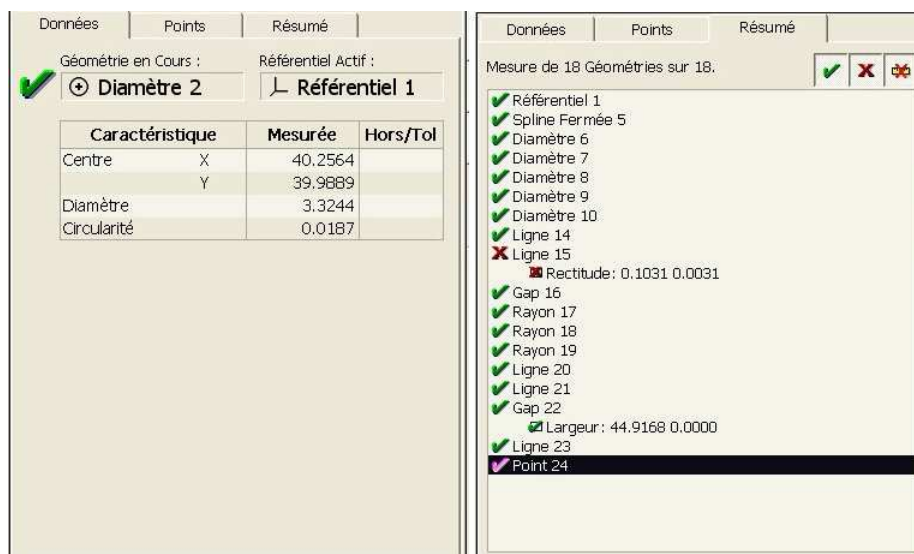 Données Points Résumé
Géométrie en Cours : Référentiel Actif :
Diamètre 2 Référentiel 1
Caractéristique Mesurée Hors/Tol
Centre X 40.2564
Y 39.9889
Diamètre 3.3244
Circularité 0.0187
Données Points Résumé
Mesure de 18 Géométries sur 18.
Référentiel 1
Spline Fermée 5
Diamètre 6
Diamètre 7
Diamètre 8
Diamètre 9
Diamètre 10
Ligne 14
Ligne 15
Rectitude: 0.1031 0.0031
Gap 16
Rayon 17
Rayon 18
Rayon 19
Ligne 20
Ligne 21
Gap 22
Largeur: 44.9168 0.0000
Ligne 23
Point 24